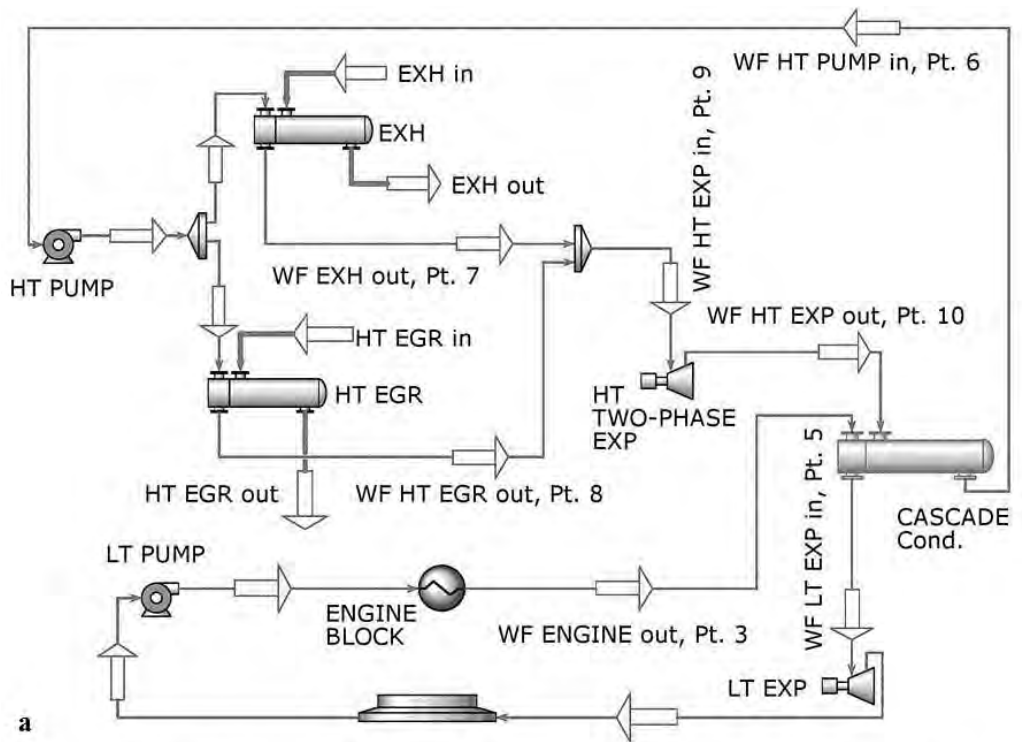 WF HT PUMP in, Pt. 6
EXH in
EXH
EXH out
WF HT EXP in, Pt. 9
HT PUMP
WF EXH out, Pt. 7
HT EGR in
HT EGR
WF HT EXP out, Pt. 10
HT
TWO-PHASE
EXP
HT EGR out
WF HT EGR out, Pt. 8
WF LT EXP in, Pt. 5
CASCADE
Cond.
LT PUMP
ENGINE
BLOCK
WF ENGINE out, Pt. 3
LT EXP
a